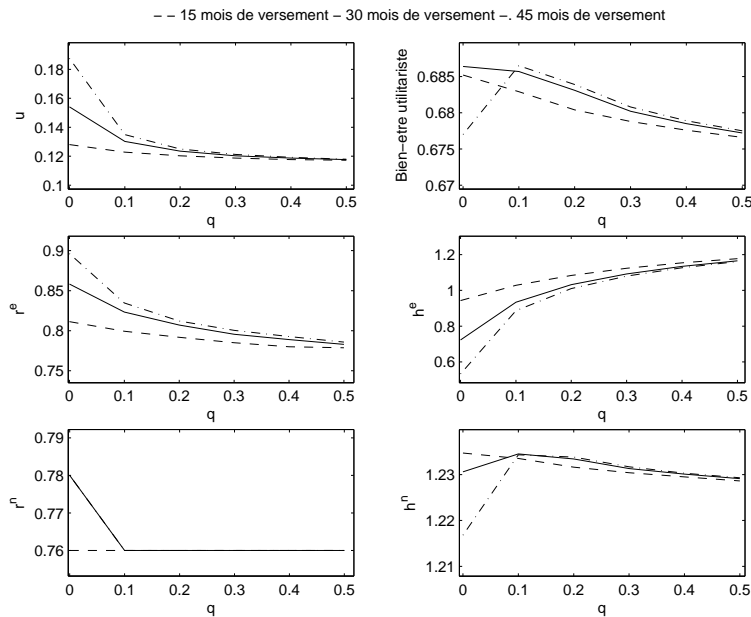 − − 15 mois de versement − 30 mois de versement −. 45 mois de versement
0.18
0.16
0.14
0.12
0.1
u
0 0.1 0.2 0.3 0.4 0.5
q
0.685
0.68
0.675
0.67
Bien−etre utilitariste
0 0.1 0.2 0.3 0.4 0.5
q
0.9
0.85
0.8
0.75
r^e
0 0.1 0.2 0.3 0.4 0.5
q
1.2
1
0.8
0.6
h^e
0 0.1 0.2 0.3 0.4 0.5
q
0.79
0.78
0.77
0.76
r^n
0 0.1 0.2 0.3 0.4 0.5
q
1.23
1.22
1.21
h^n
0 0.1 0.2 0.3 0.4 0.5
q